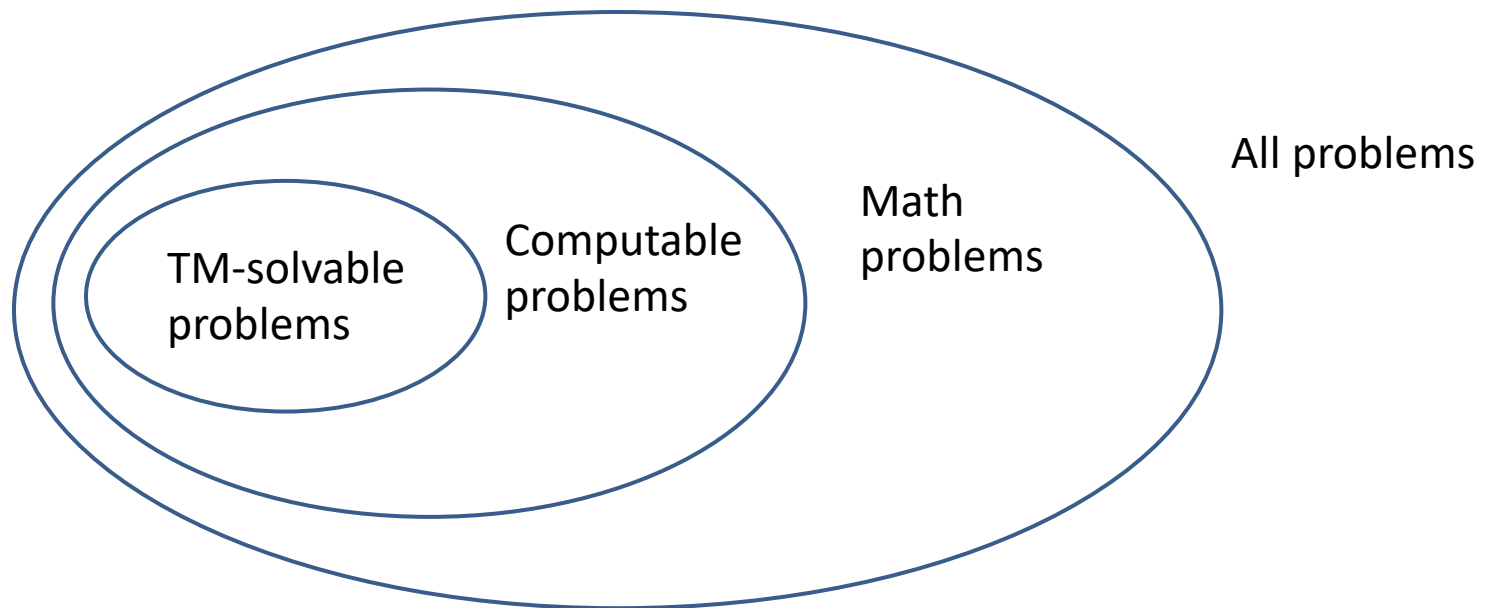 TM-solvable
problems
Computable
problems
Math
problems
All problems